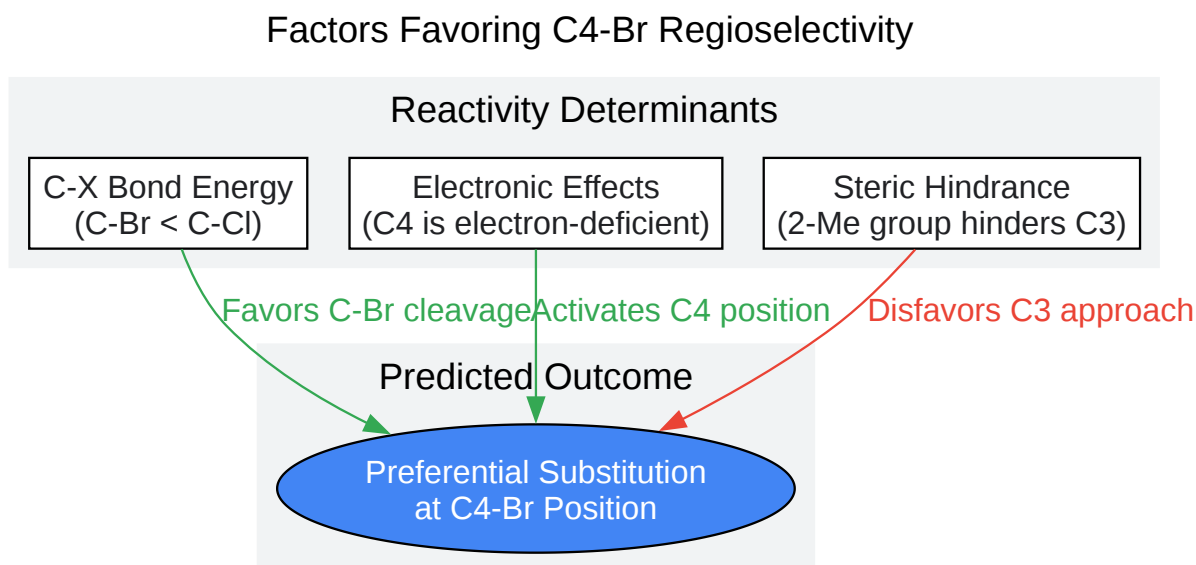 Factors Favoring C4-Br Regioselectivity
Reactivity Determinants
C-X Bond Energy
(C-Br < C-Cl)
Electronic Effects
(C4 is electron-deficient)
Steric Hindrance
(2-Me group hinders C3)
Favors C-Br cleavage
Activates C4 position
Disfavors C3 approach
Predicted Outcome
Preferential Substitution
at C4-Br Position